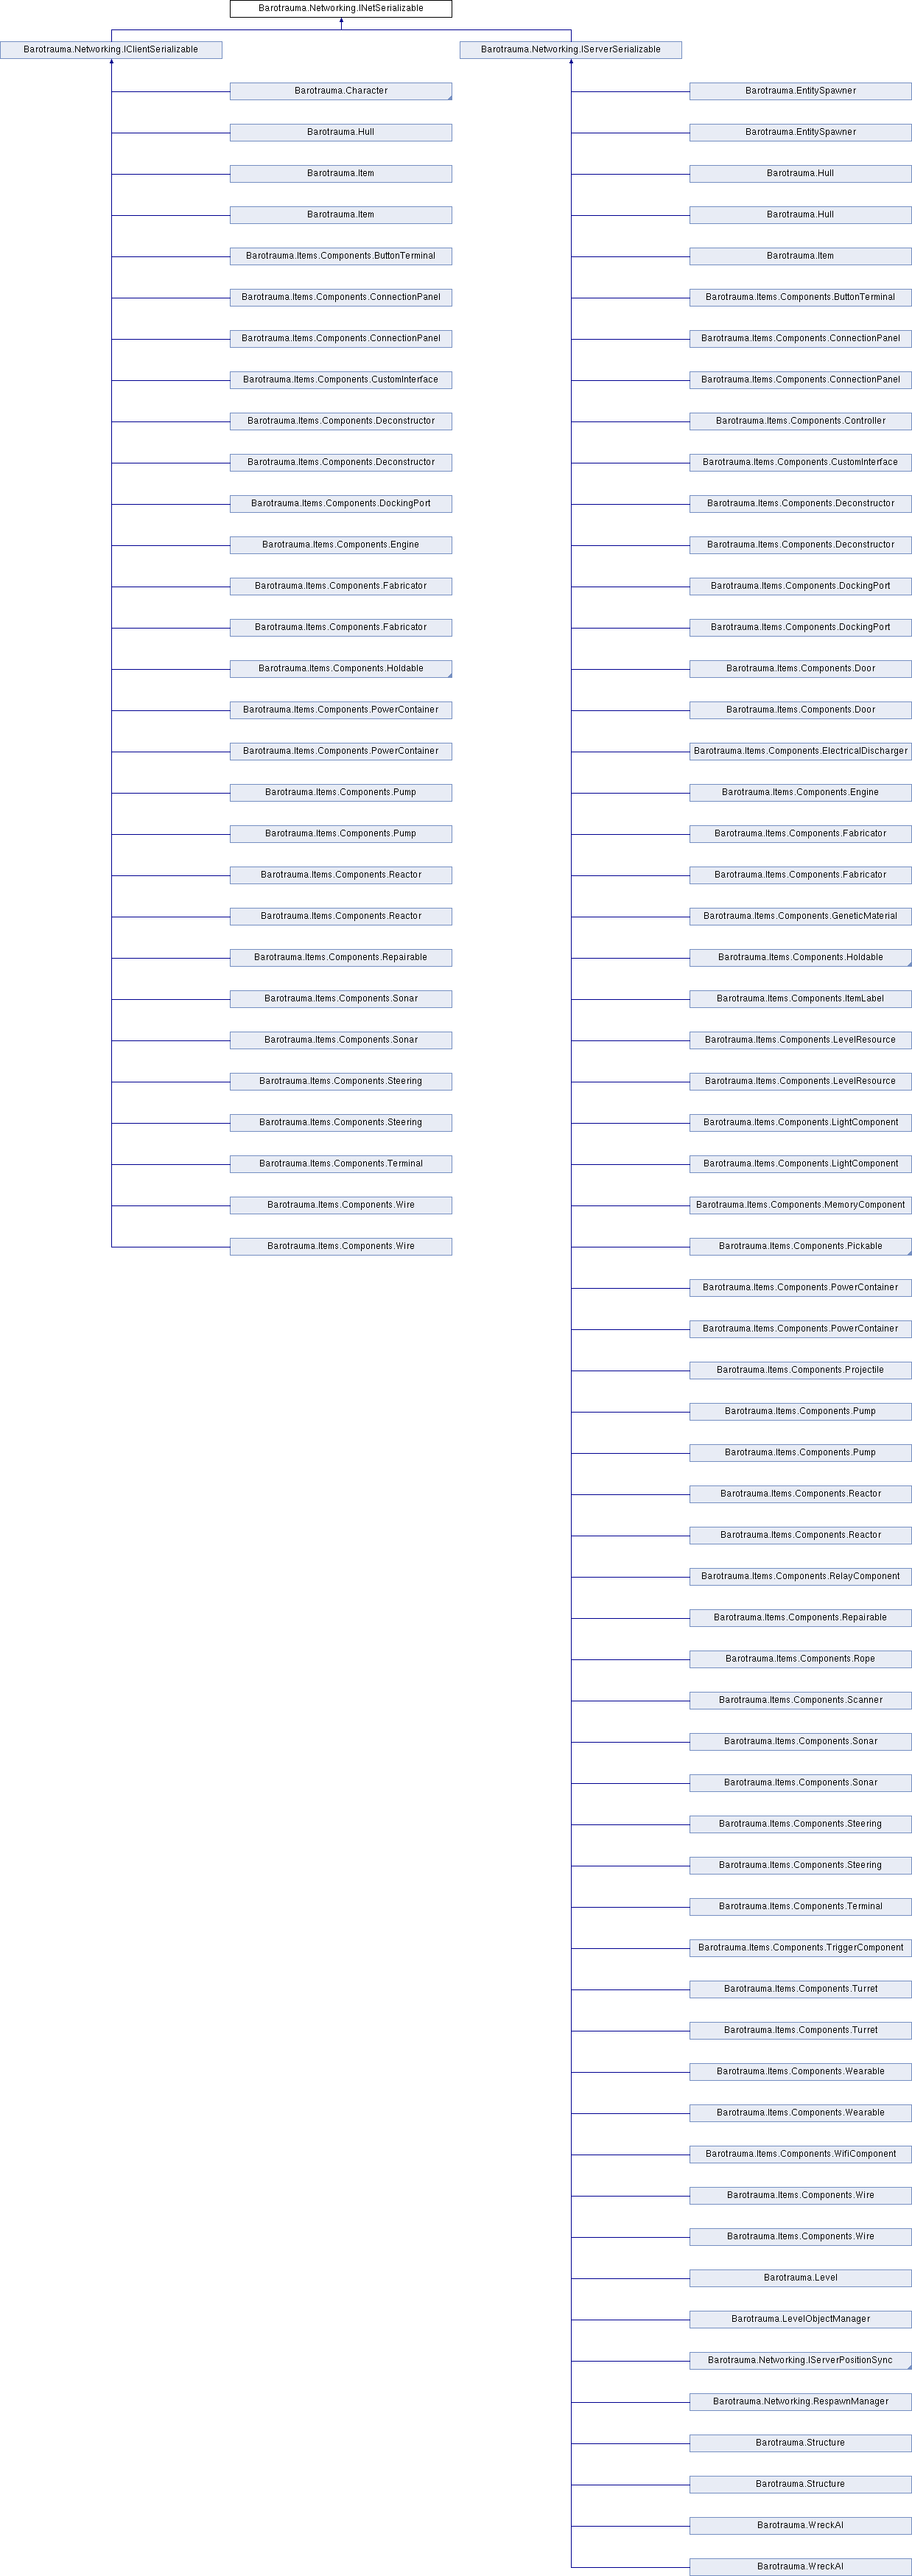 Barotrauma.Networking.INetSerializable
Barotrauma.Networking.IClientSerializable
Barotrauma.Networking.IServerSerializable
Barotrauma.Character
Barotrauma.EntitySpawner
Barotrauma.Hull
Barotrauma.EntitySpawner
Barotrauma.Item
Barotrauma.Hull
Barotrauma.Item
Barotrauma.Hull
Barotrauma.Items.Components.ButtonTerminal
Barotrauma.Item
Barotrauma.Items.Components.ConnectionPanel
Barotrauma.Items.Components.ButtonTerminal
Barotrauma.Items.Components.ConnectionPanel
Barotrauma.Items.Components.ConnectionPanel
Barotrauma.Items.Components.CustomInterface
Barotrauma.Items.Components.ConnectionPanel
Barotrauma.Items.Components.Deconstructor
Barotrauma.Items.Components.Controller
Barotrauma.Items.Components.Deconstructor
Barotrauma.Items.Components.CustomInterface
Barotrauma.Items.Components.DockingPort
Barotrauma.Items.Components.Deconstructor
Barotrauma.Items.Components.Engine
Barotrauma.Items.Components.Deconstructor
Barotrauma.Items.Components.Fabricator
Barotrauma.Items.Components.DockingPort
Barotrauma.Items.Components.Fabricator
Barotrauma.Items.Components.DockingPort
Barotrauma.Items.Components.Holdable
Barotrauma.Items.Components.Door
Barotrauma.Items.Components.PowerContainer
Barotrauma.Items.Components.Door
Barotrauma.Items.Components.PowerContainer
Barotrauma.Items.Components.ElectricalDischarger
Barotrauma.Items.Components.Pump
Barotrauma.Items.Components.Engine
Barotrauma.Items.Components.Pump
Barotrauma.Items.Components.Fabricator
Barotrauma.Items.Components.Reactor
Barotrauma.Items.Components.Fabricator
Barotrauma.Items.Components.Reactor
Barotrauma.Items.Components.GeneticMaterial
Barotrauma.Items.Components.Repairable
Barotrauma.Items.Components.Holdable
Barotrauma.Items.Components.Sonar
Barotrauma.Items.Components.ItemLabel
Barotrauma.Items.Components.Sonar
Barotrauma.Items.Components.LevelResource
Barotrauma.Items.Components.Steering
Barotrauma.Items.Components.LevelResource
Barotrauma.Items.Components.Steering
Barotrauma.Items.Components.LightComponent
Barotrauma.Items.Components.Terminal
Barotrauma.Items.Components.LightComponent
Barotrauma.Items.Components.Wire
Barotrauma.Items.Components.MemoryComponent
Barotrauma.Items.Components.Wire
Barotrauma.Items.Components.Pickable
Barotrauma.Items.Components.PowerContainer
Barotrauma.Items.Components.PowerContainer
Barotrauma.Items.Components.Projectile
Barotrauma.Items.Components.Pump
Barotrauma.Items.Components.Pump
Barotrauma.Items.Components.Reactor
Barotrauma.Items.Components.Reactor
Barotrauma.Items.Components.RelayComponent
Barotrauma.Items.Components.Repairable
Barotrauma.Items.Components.Rope
Barotrauma.Items.Components.Scanner
Barotrauma.Items.Components.Sonar
Barotrauma.Items.Components.Sonar
Barotrauma.Items.Components.Steering
Barotrauma.Items.Components.Steering
Barotrauma.Items.Components.Terminal
Barotrauma.Items.Components.TriggerComponent
Barotrauma.Items.Components.Turret
Barotrauma.Items.Components.Turret
Barotrauma.Items.Components.Wearable
Barotrauma.Items.Components.Wearable
Barotrauma.Items.Components.WifiComponent
Barotrauma.Items.Components.Wire
Barotrauma.Items.Components.Wire
Barotrauma.Level
Barotrauma.LevelObjectManager
Barotrauma.Networking.IServerPositionSync
Barotrauma.Networking.RespawnManager
Barotrauma.Structure
Barotrauma.Structure
Barotrauma.WreckAI
Barotrauma.WreckAI